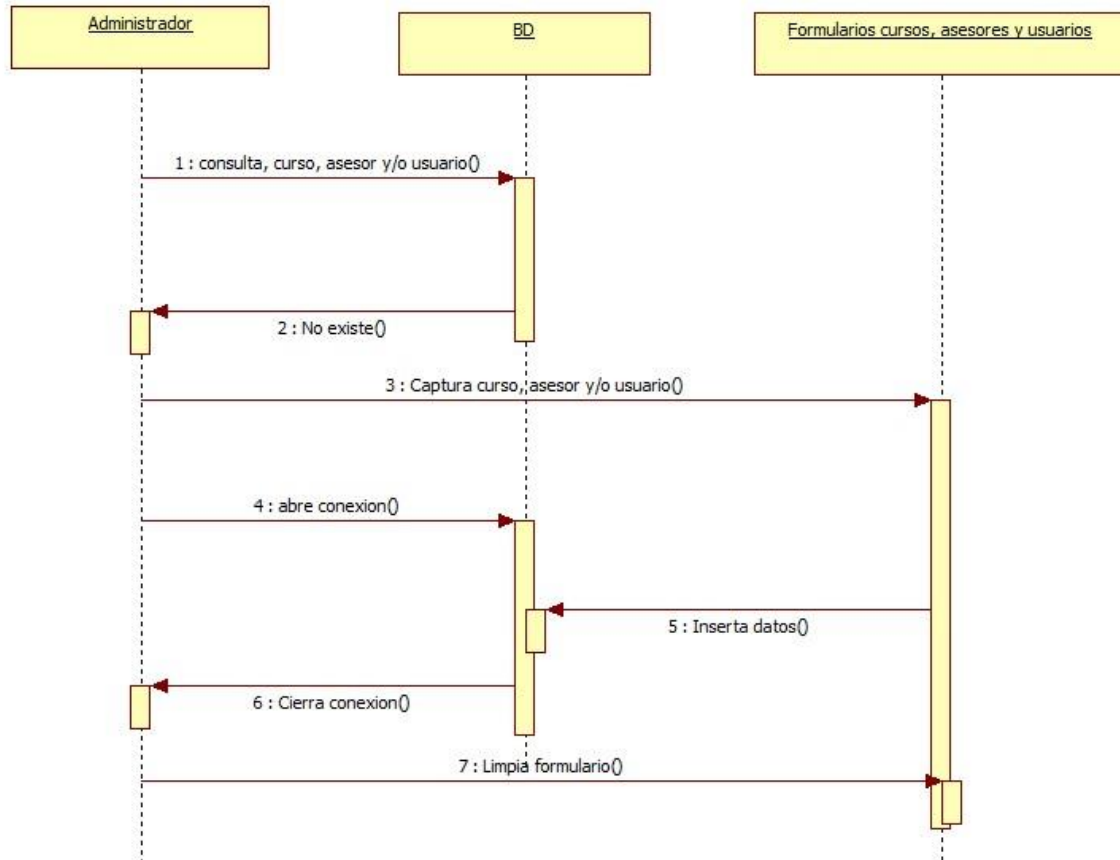 Administrador
BD
Formularios cursos, asesores y usuarios
1 : consulta, curso, asesor y/o usuario()
2 : No existe()
3 : Captura curso, asesor y/o usuario()
4 : abre conexion()
5 : Inserta datos()
6 : Cierra conexion()
7 : Limpia formulario()